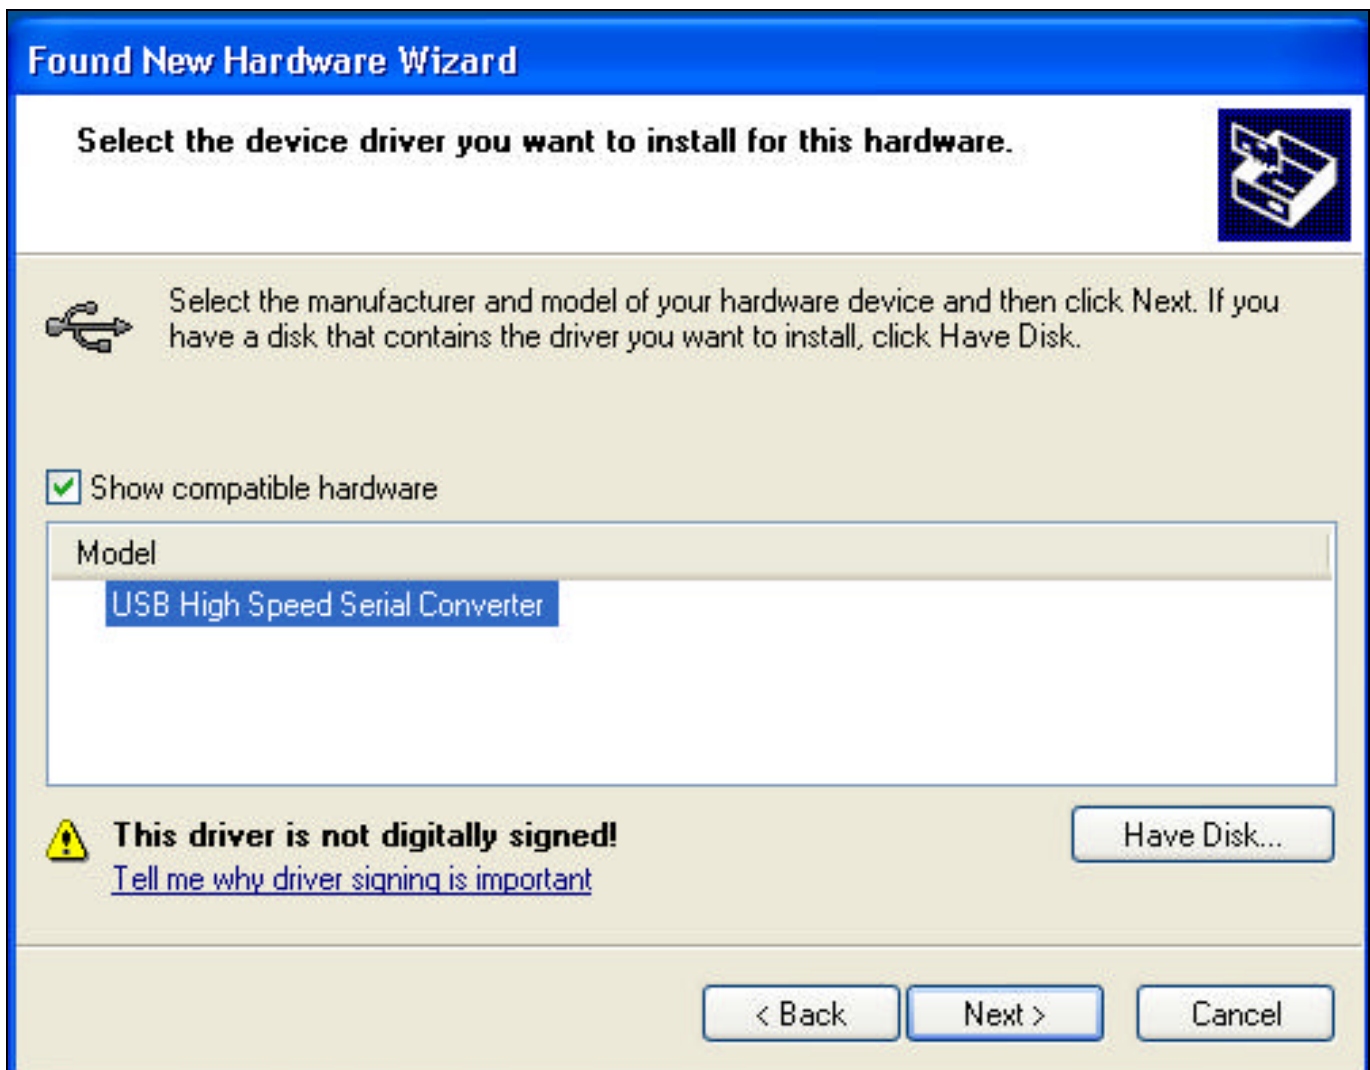 Found New Hardware Wizard
Select the device driver you want to install for this hardware.
Select the manufacturer and model of your hardware device and then click Next. If you
have a disk that contains the driver you want to install, click Have Disk.
Show compatible hardware
Model
USB High Speed Serial Converter
This driver is not digitally signed!
Have Disk...
Tell me why driver signing is important
< Back
Next >
Cancel